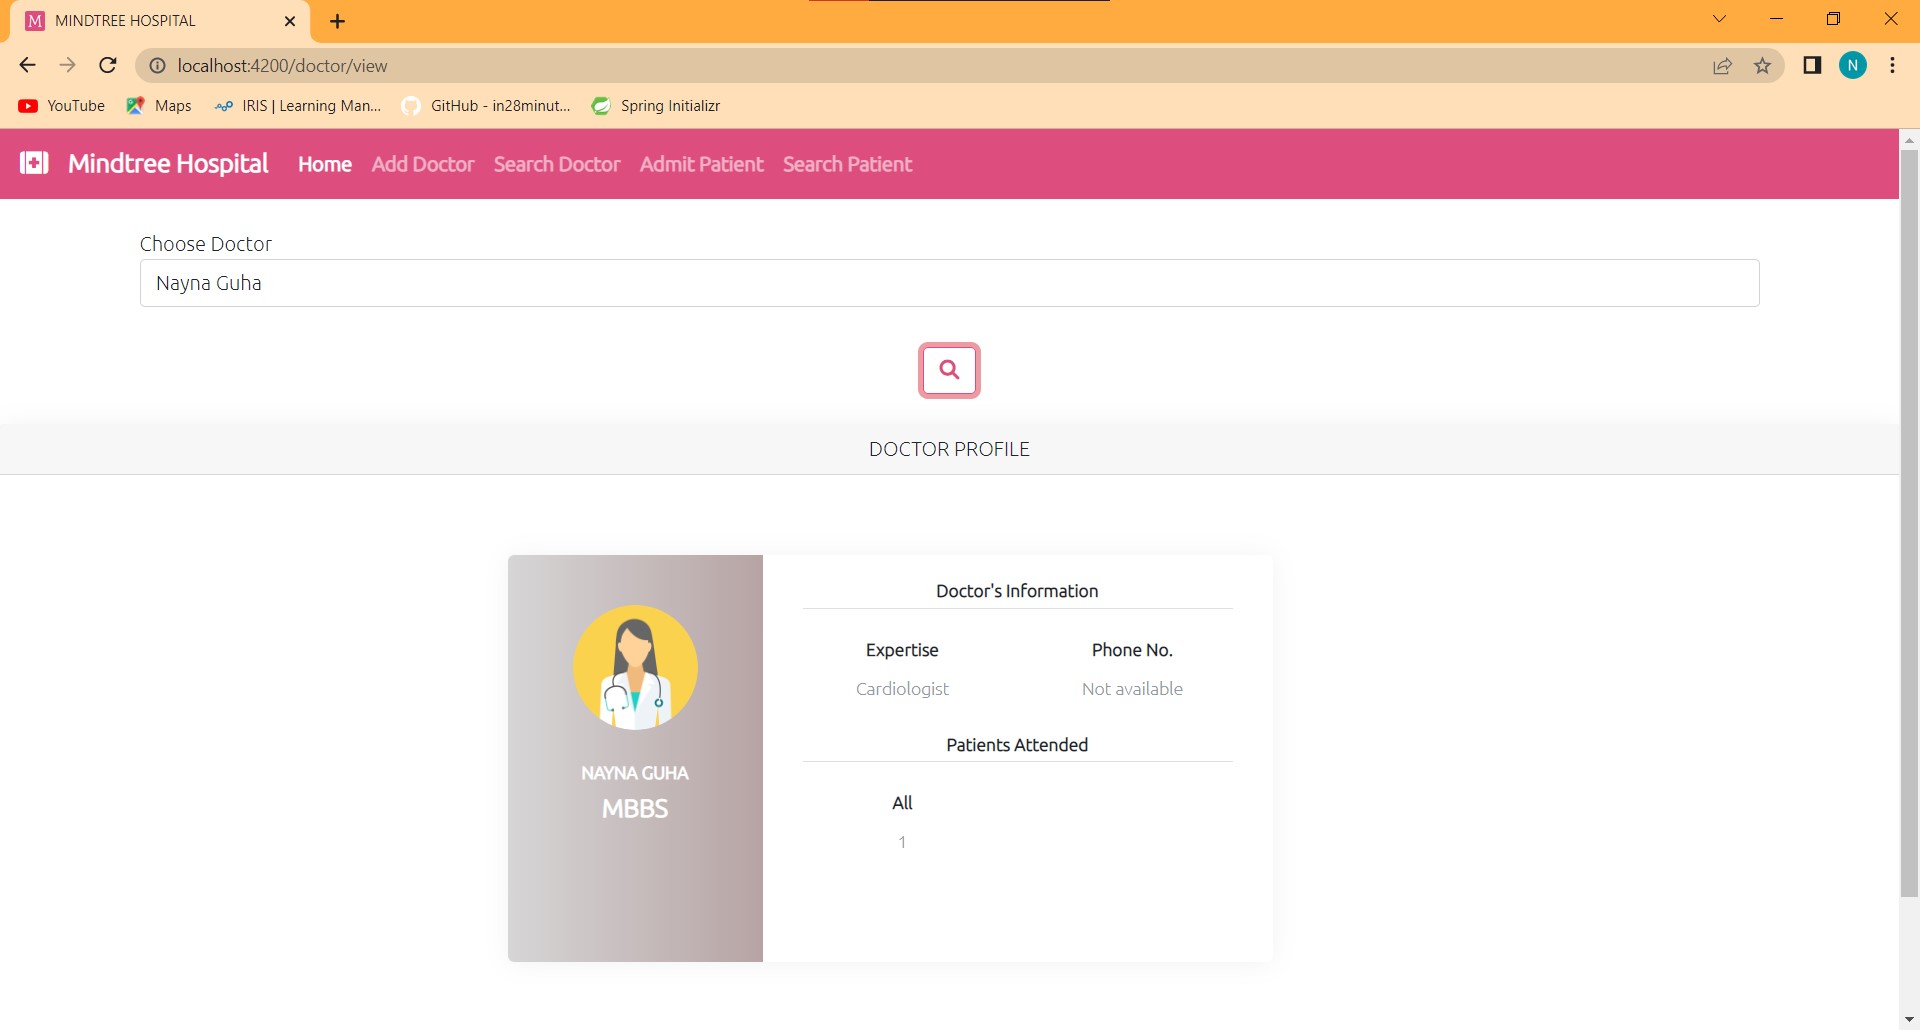 M MINDTREE HOSPITAL
localhost:4200/doctor/view
N
YouTube Maps IRIS | Learning Man... GitHub - in28minut... Spring Initializr
Mindtree Hospital Home Add Doctor Search Doctor Admit Patient Search Patient
Choose Doctor
Nayna Guha
DOCTOR PROFILE
NAYNA GUHA
MBBS
Doctor's Information
Expertise Phone No.
Cardiologist Not available
Patients Attended
All
1